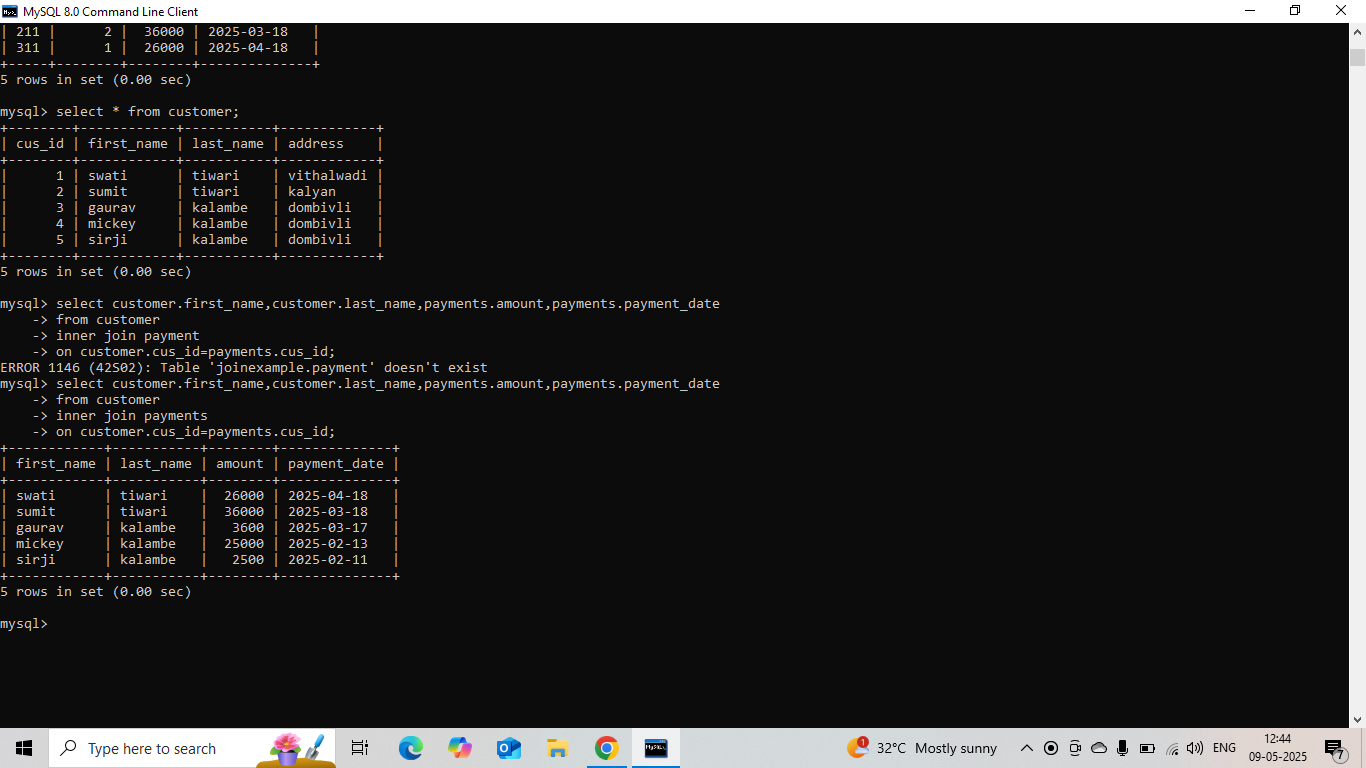 MySQL 8.0 Command Line Client
| 211 |      2 |  36000 | 2025-03-18   |
| 311 |      1 |  26000 | 2025-04-18   |
+-----+--------+--------+--------------+
5 rows in set (0.00 sec)
mysql> select * from customer;
+--------+------------+-----------+------------+
| cus_id | first_name | last_name | address    |
+--------+------------+-----------+------------+
|      1 | swati      | tiwari    | vithalwadi |
|      2 | sumit      | tiwari    | kalyan     |
|      3 | gaurav     | kalambe   | dombivli   |
|      4 | mickey     | kalambe   | dombivli   |
|      5 | sirji      | kalambe   | dombivli   |
+--------+------------+-----------+------------+
5 rows in set (0.00 sec)
mysql> select customer.first_name,customer.last_name,payments.amount,payments.payment_date
    -> from customer
    -> inner join payment
    -> on customer.cus_id=payments.cus_id;
ERROR 1146 (42S02): Table 'joinexample.payment' doesn't exist
mysql> select customer.first_name,customer.last_name,payments.amount,payments.payment_date
    -> from customer
    -> inner join payments
    -> on customer.cus_id=payments.cus_id;
+------------+-----------+--------+--------------+
| first_name | last_name | amount | payment_date |
+------------+-----------+--------+--------------+
| swati      | tiwari    |  26000 | 2025-04-18   |
| sumit      | tiwari    |  36000 | 2025-03-18   |
| gaurav     | kalambe   |   3600 | 2025-03-17   |
| mickey     | kalambe   |  25000 | 2025-02-13   |
| sirji      | kalambe   |   2500 | 2025-02-11   |
+------------+-----------+--------+--------------+
5 rows in set (0.00 sec)
mysql>
Type here to search
1
32°C Mostly sunny
ENG
12:44
09-05-2025
7